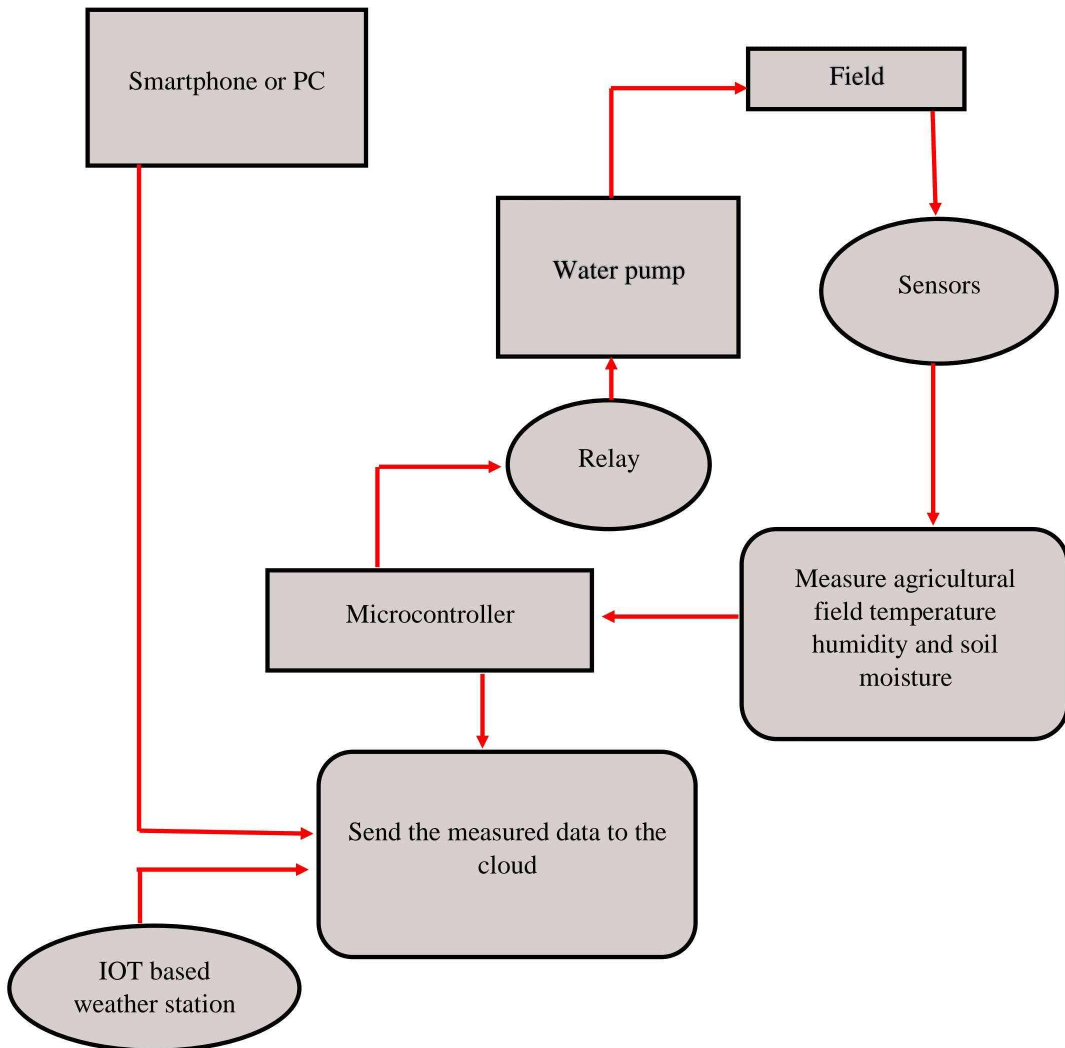 Smartphone or PC
Field
Water pump
Sensors
Relay
Measure agricultural
field temperature
humidity and soil
moisture
Microcontroller
Send the measured data to the
cloud
IOT based
weather station